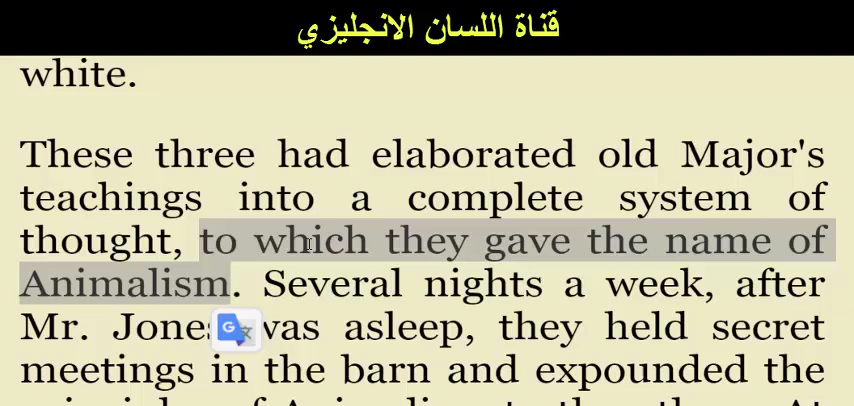 قناة اللسان الانجليزي
white.
These three had elaborated old Major's
teachings into a complete system of
thought, to which they gave the name of
Animalism. Several nights a week, after
Mr. Jones was asleep, they held secret
meetings in the barn and expounded the